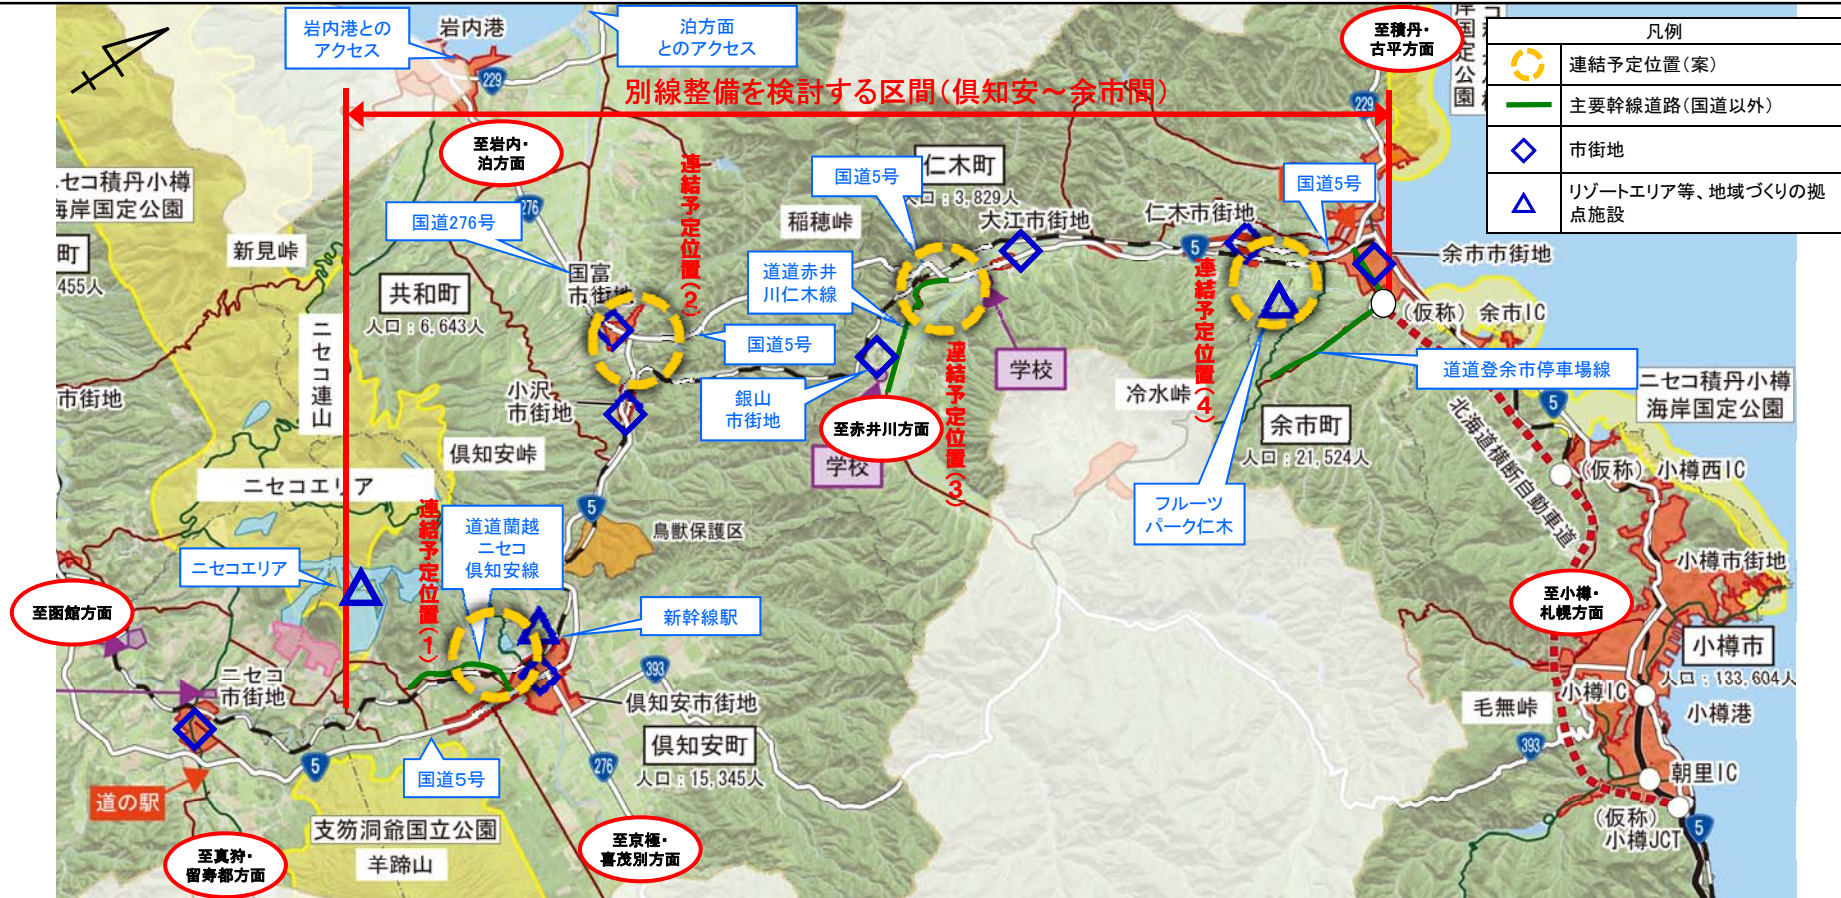 岩内港との
アクセス
岩内港
泊方面
とのアクセス
至積丹・
古平方面
海岸国定公園
凡例
連結予定位置(案)
主要幹線道路(国道以外)
市街地
リゾートエリア等、地域づくりの拠
点施設
229
229
別線整備を検討する区間(倶知安～余市間)
至岩内・
泊方面
連結予定位置(2)
国道5号
仁木町
人口：3,829人
国道5号
ニセコ積丹小樽
海岸国定公園
国道276号
276
稲穂峠
大江市街地
仁木市街地
5
余市市街地
新見峠
町
455人
共和町
人口：6,643人
国富
市街地
道道赤井
川仁木線
連結予定位置(4)
(仮称) 余市IC
ニセコ連山
国道5号
学校
道道登余市停車場線
連結予定位置(3)
市街地
小沢
市街地
銀山
市街地
冷水峠
余市町
人口：21,524人
ニセコ積丹小樽
海岸国定公園
5
至赤井川方面
学校
北海道横断自動車道
(仮称) 小樽西IC
倶知安峠
ニセコエリア
連結予定位置(1)
道道蘭越
ニセコ
倶知安線
5
鳥獣保護区
フルーツ
パーク仁木
ニセコエリア
小樽市街地
至函館方面
新幹線駅
至小樽・
札幌方面
ニセコ
市街地
393
倶知安市街地
小樽市
人口：133,604人
小樽IC
小樽港
毛無峠
倶知安町
人口：15,345人
393
5
国道5号
276
朝里IC
道の駅
支笏洞爺国立公園
羊蹄山
(仮称)
小樽JCT
5
至真狩・
留寿都方面
至京極・
喜茂別方面